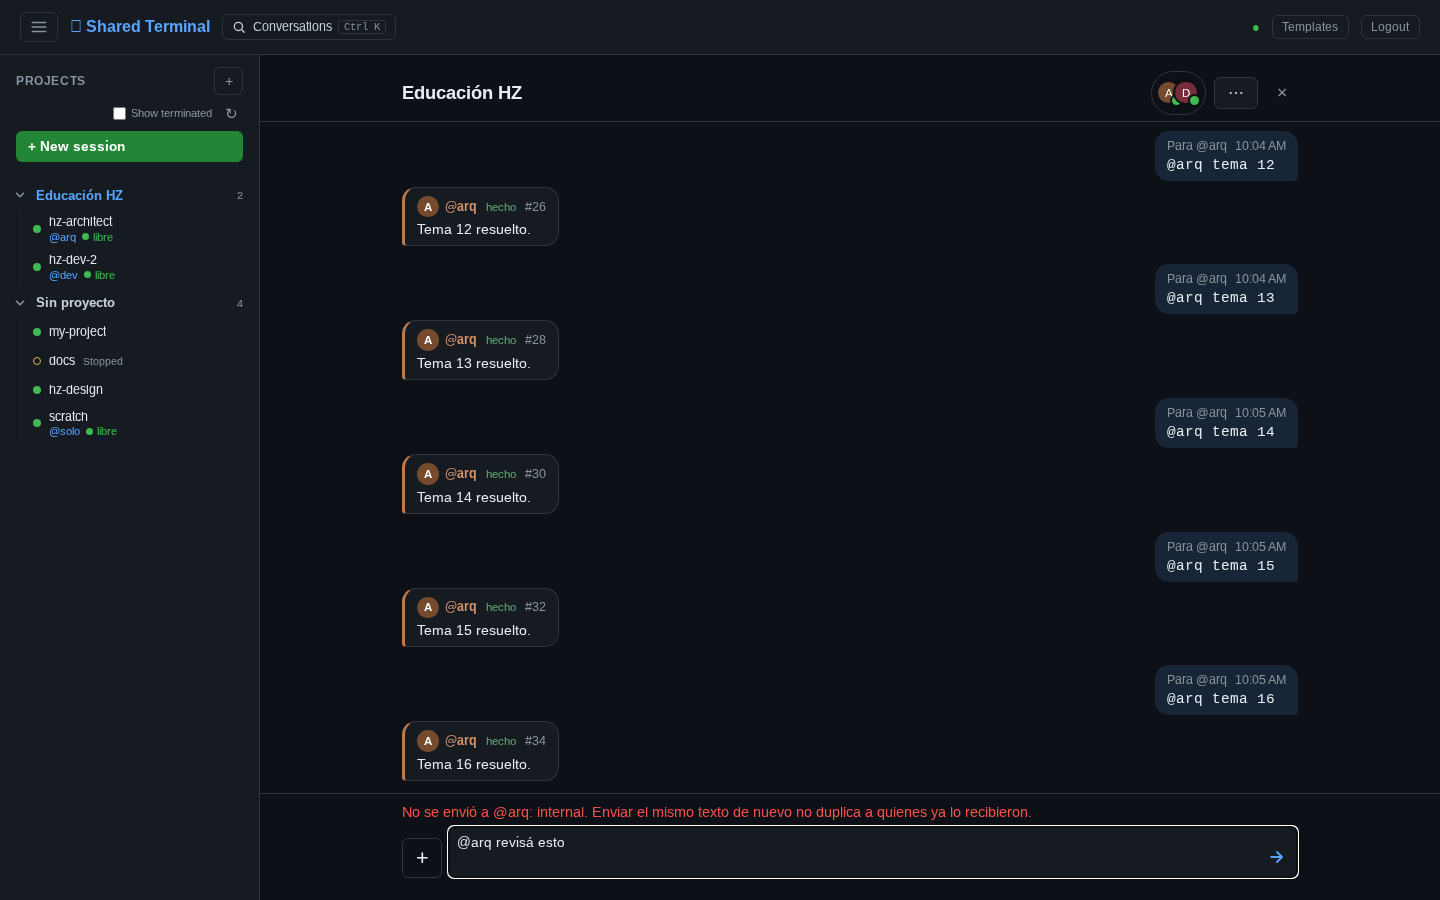 Shared Terminal
Conversations Ctrl K
Templates
Logout
PROJECTS
+
Show terminated
+ New session
Educación HZ 2
hz-architect
@arq libre
hz-dev-2
@dev libre
Sin proyecto 4
my-project
docs Stopped
hz-design
scratch
@solo libre
Educación HZ
A D
⋯
×
Para @arq 10:04 AM
@arq tema 12
A @arq hecho #26
Tema 12 resuelto.
Para @arq 10:04 AM
@arq tema 13
A @arq hecho #28
Tema 13 resuelto.
Para @arq 10:05 AM
@arq tema 14
A @arq hecho #30
Tema 14 resuelto.
Para @arq 10:05 AM
@arq tema 15
A @arq hecho #32
Tema 15 resuelto.
Para @arq 10:05 AM
@arq tema 16
A @arq hecho #34
Tema 16 resuelto.
No se envió a @arq: internal. Enviar el mismo texto de nuevo no duplica a quienes ya lo recibieron.
+
@arq revisá esto